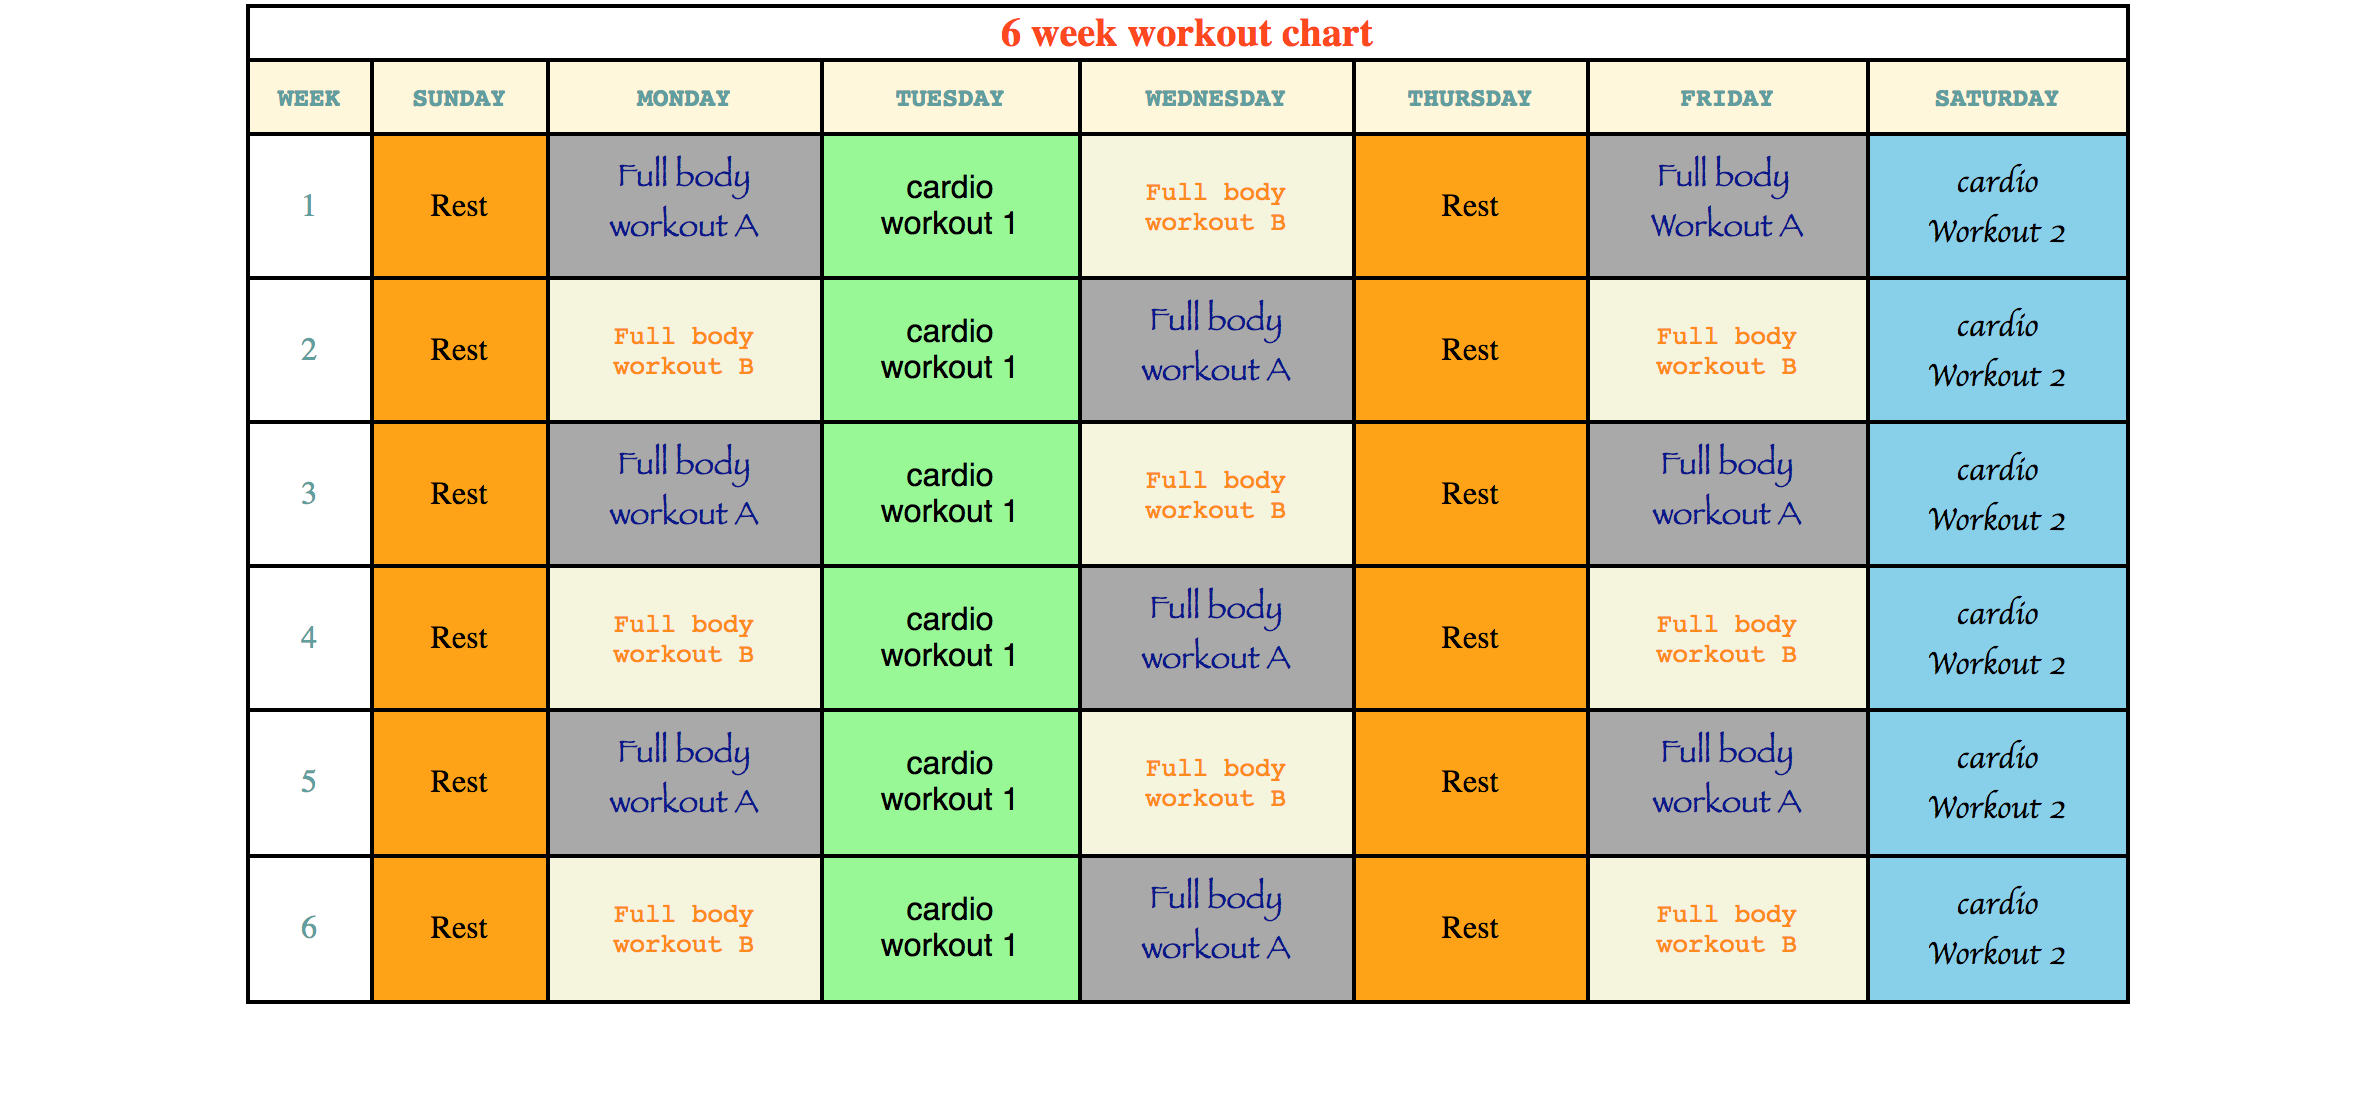 6 week workout chart
WEEK SUNDAY MONDAY TUESDAY WEDNESDAY THURSDAY FRIDAY SATURDAY
1
Rest
Full body
workout A
cardio
workout 1
Full body
workout B
Rest
Full body
Workout A
cardio
Workout 2
2
Rest
Full body
workout B
cardio
workout 1
Full body
workout A
Rest
Full body
workout B
cardio
Workout 2
3
Rest
Full body
workout A
cardio
workout 1
Full body
workout B
Rest
Full body
workout A
cardio
Workout 2
4
Rest
Full body
workout B
cardio
workout 1
Full body
workout A
Rest
Full body
workout B
cardio
Workout 2
5
Rest
Full body
workout A
cardio
workout 1
Full body
workout B
Rest
Full body
workout A
cardio
Workout 2
6
Rest
Full body
workout B
cardio
workout 1
Full body
workout A
Rest
Full body
workout B
cardio
Workout 2